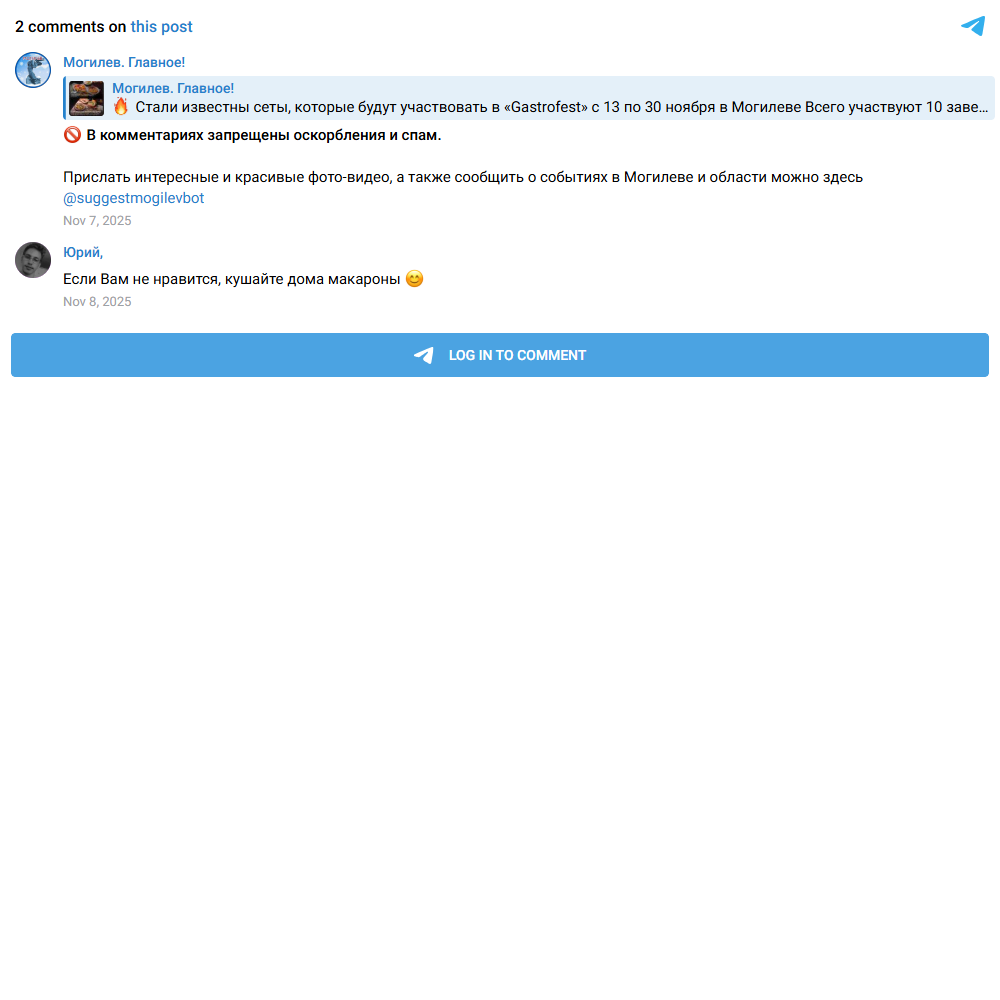 2 comments on this post
Могилев. Главное!
Могилев. Главное!
🔥 Стали известны сеты, которые будут участвовать в «Gastrofest» с 13 по 30 ноября в Могилеве Всего участвуют 10 заве...
🚫 В комментариях запрещены оскорбления и спам.
Прислать интересные и красивые фото-видео, а также сообщить о событиях в Могилеве и области можно здесь
@suggestmogilevbot
Nov 7, 2025
Юрий,
Если Вам не нравится, кушайте дома макароны 😊
Nov 8, 2025
LOG IN TO COMMENT